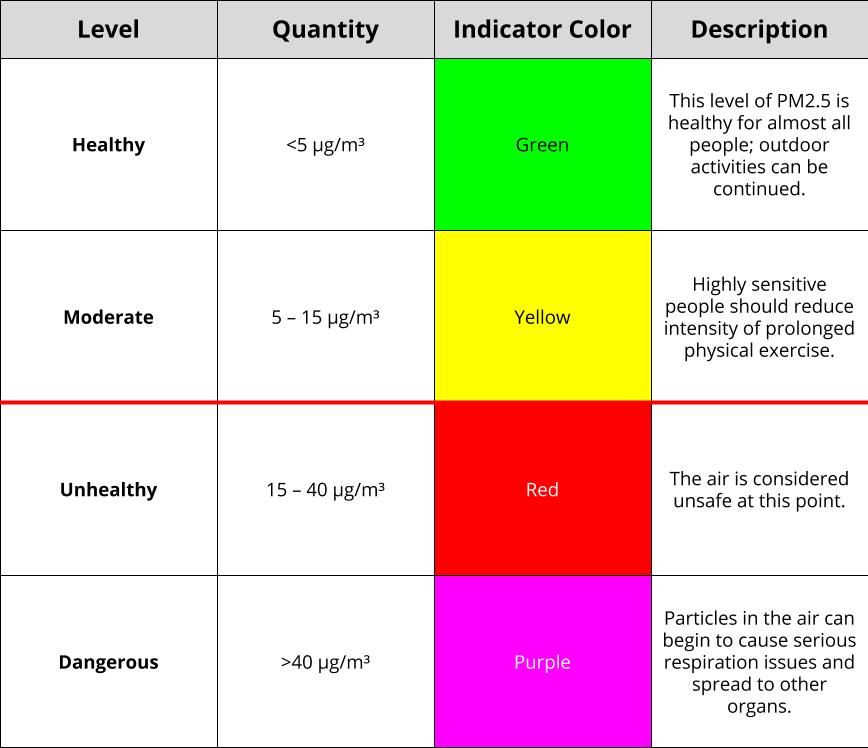 Level
Quantity
Indicator Color
Description
Healthy
<5 µg/m³
Green
This level of PM2.5 is
healthy for almost all
people; outdoor
activities can be
continued.
Moderate
5 – 15 µg/m³
Yellow
Highly sensitive
people should reduce
intensity of prolonged
physical exercise.
Unhealthy
15 – 40 µg/m³
Red
The air is considered
unsafe at this point.
Dangerous
>40 µg/m³
Purple
Particles in the air can
begin to cause serious
respiration issues and
spread to other
organs.